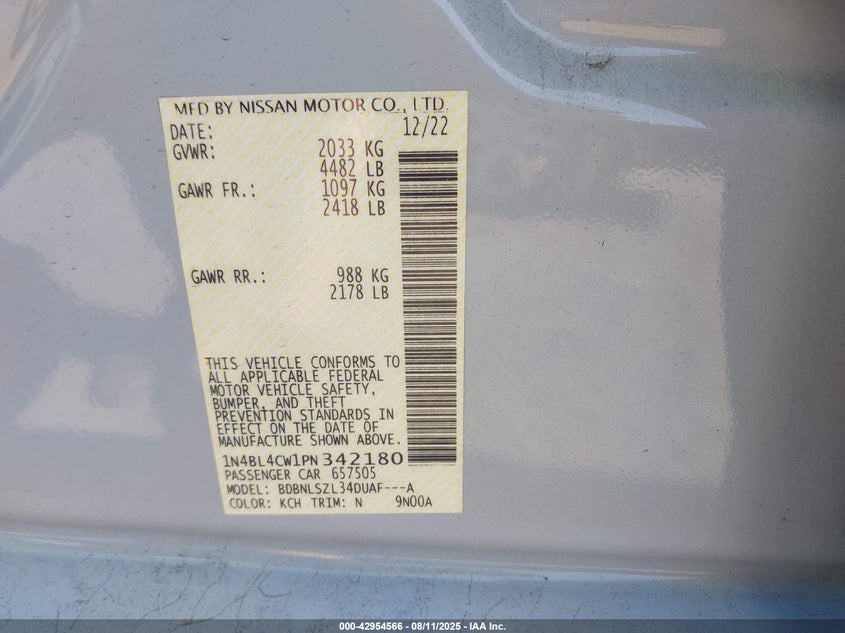 MFD BY NISSAN MOTOR CO., LTD.
DATE: 12/22
GVWR: 2033 KG
4482 LB
GAWR FR.: 1097 KG
2418 LB
GAWR RR.: 988 KG
2178 LB
THIS VEHICLE CONFORMS TO
ALL APPLICABLE FEDERAL
MOTOR VEHICLE SAFETY,
BUMPER, AND THEFT
PREVENTION STANDARDS IN
EFFECT ON THE DATE OF
MANUFACTURE SHOWN ABOVE.
1N4BL4CW1PN342180
PASSENGER CAR 657505
MODEL: BDBNLSZL34DUAF---A
COLOR: KCH TRIM: N 9N00A
000-42954566 - 08/11/2025 - IAA Inc.